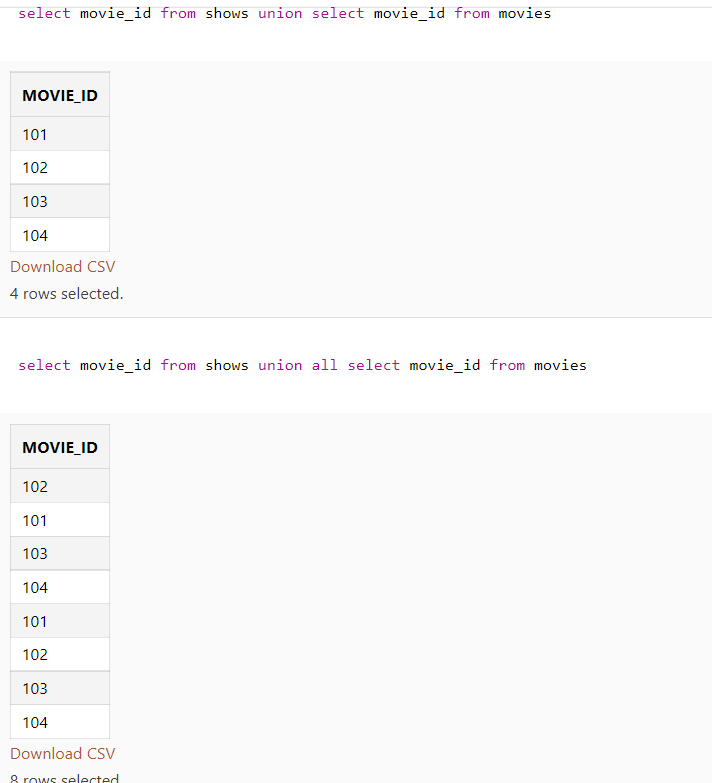 select movie_id from shows union select movie_id from movies
MOVIE_ID
101
102
103
104
Download CSV
4 rows selected.
select movie_id from shows union all select movie_id from movies
MOVIE_ID
102
101
103
104
101
102
103
104
Download CSV
8 rows selected